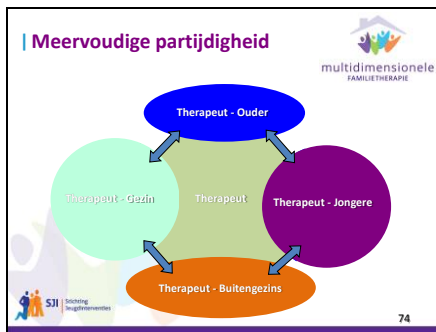 | Meervoudige partijdigheid
multidimensionele
FAMILIETHERAPIE
Therapeut - Ouder
Therapeut - Gezin
Therapeut
Therapeut - Jongere
Therapeut - Buitengezins
SJI | Stichting
Jeugdinterventies
74